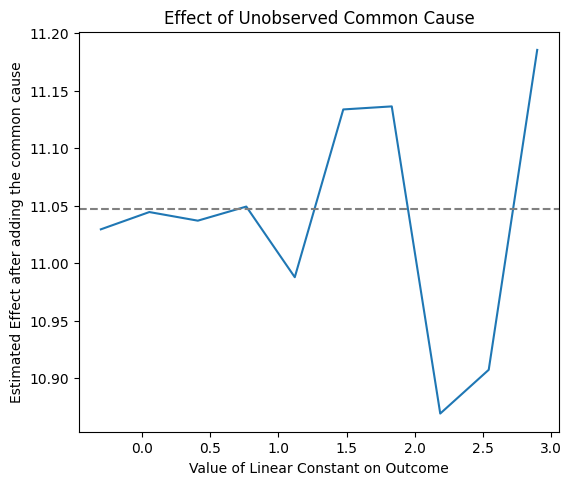 Effect of Unobserved Common Cause
Estimated Effect after adding the common cause
11.20
11.15
11.10
11.05
11.00
10.95
10.90
0.0 0.5 1.0 1.5 2.0 2.5 3.0
Value of Linear Constant on Outcome